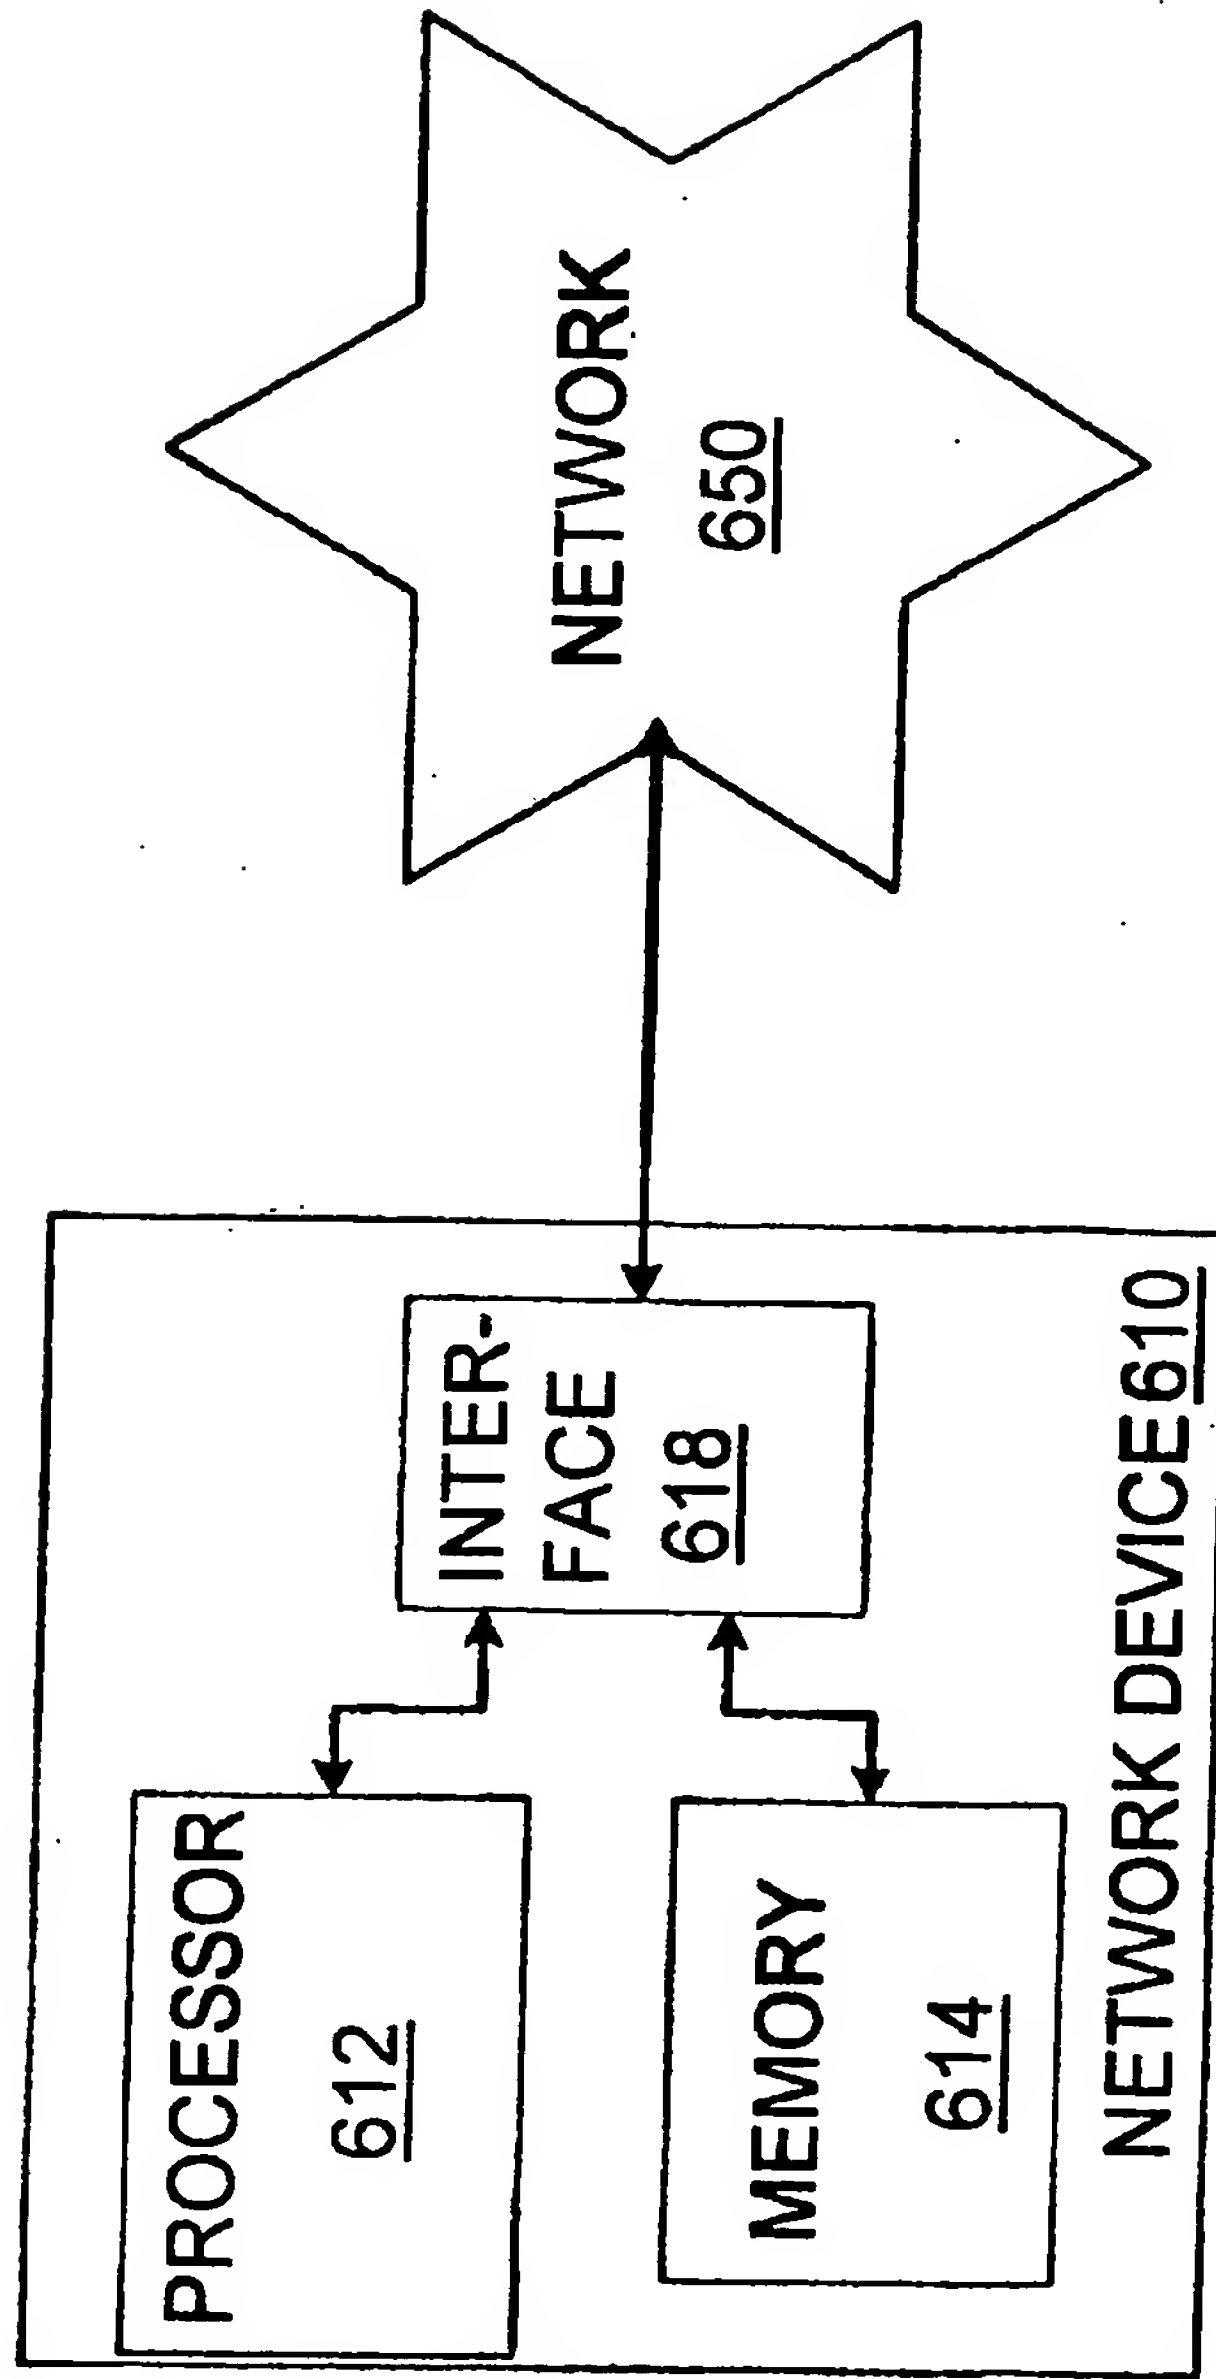 PROCESSOR
612
MEMORY
614
INTER-
FACE
618
NETWORK DEVICE 610
NETWORK
650